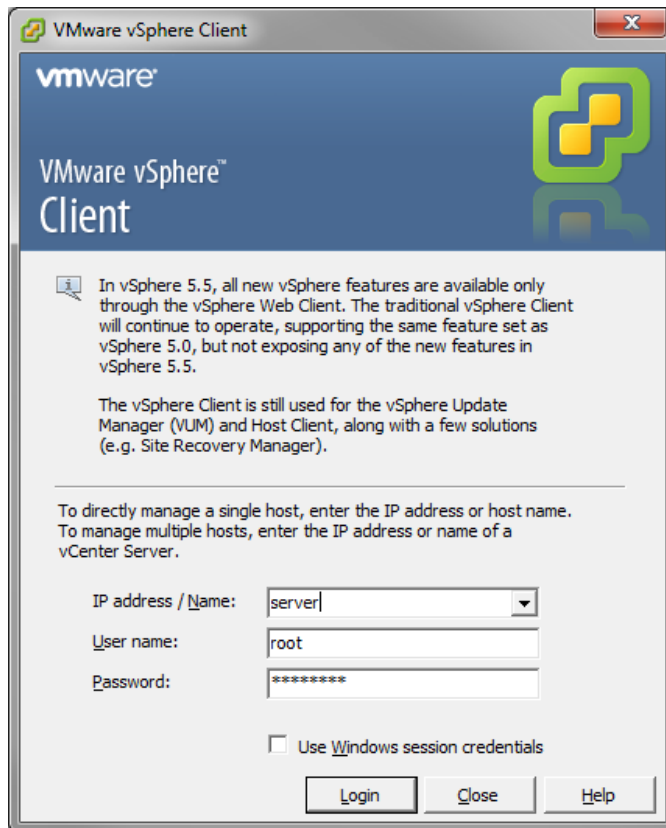 VMware vSphere Client
vmware
VMware vSphere™
Client
In vSphere 5.5, all new vSphere features are available only
through the vSphere Web Client. The traditional vSphere Client
will continue to operate, supporting the same feature set as
vSphere 5.0, but not exposing any of the new features in
vSphere 5.5.
The vSphere Client is still used for the vSphere Update
Manager (VUM) and Host Client, along with a few solutions
(e.g. Site Recovery Manager).
To directly manage a single host, enter the IP address or host name.
To manage multiple hosts, enter the IP address or name of a
vCenter Server.
IP address / Name: server
User name: root
Password: ********
Use Windows session credentials
Login Close Help